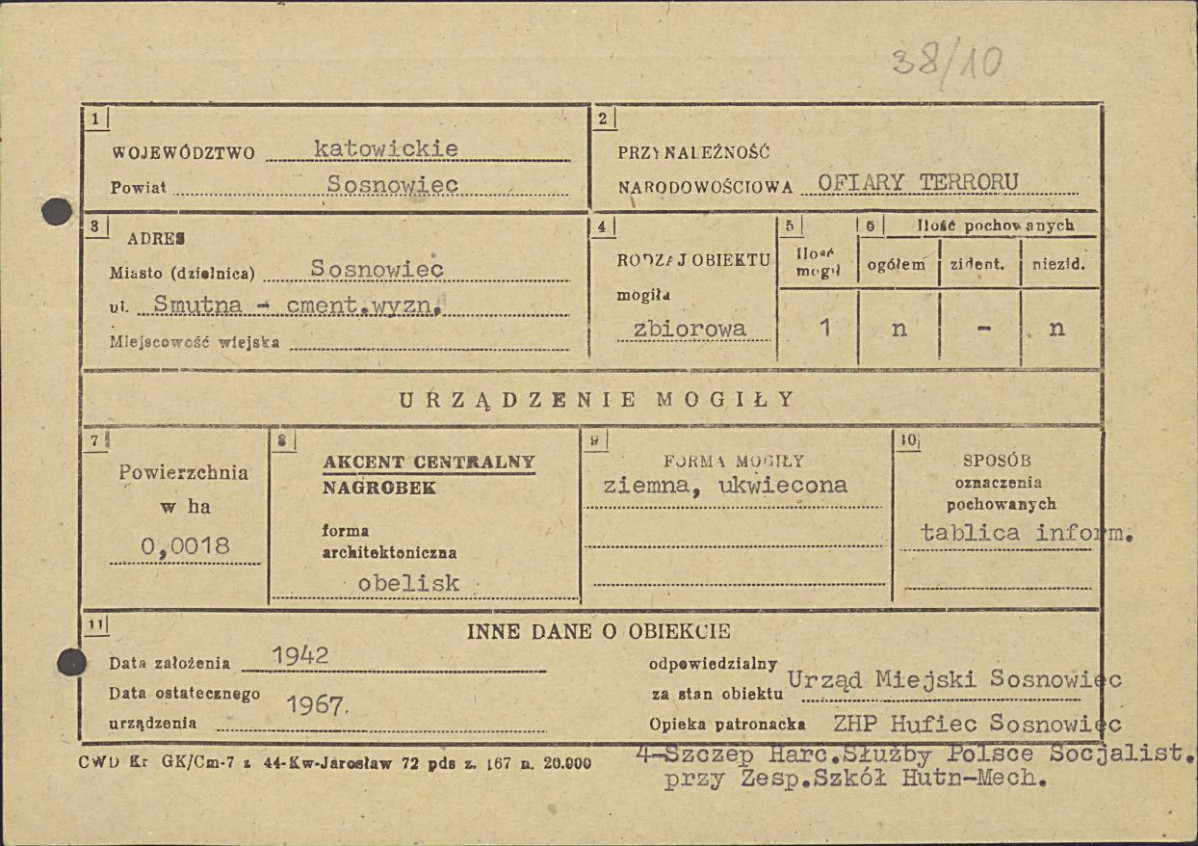 38/10
1
WOJEWÓDZTWO katowickie
Powiat Sosnowiec
2
PRZYNALEŻNOŚĆ
NARODOWOŚCIOWA OFIARY TERRORU
3
ADRES
Miasto (dzielnica) Sosnowiec
ul. Smutna - cment.wyzn.
Miejscowość wiejska
4
RODZAJ OBIEKTU
mogiła
zbiorowa
5
Ilość
mogił
1
6 Ilość pochowanych
ogółem zident. niezid.
n - n
URZĄDZENIE MOGIŁY
7
Powierzchnia
w ha
0,0018
8
AKCENT CENTRALNY
NAGROBEK
forma
architektoniczna
obelisk
9
FORMA MOGIŁY
ziemna, ukwiecona
10
SPOSÓB
oznaczenia
pochowanych
tablica inform.
11
INNE DANE O OBIEKCIE
Data założenia 1942
Data ostatecznego
urządzenia 1967.
odpowiedzialny
za stan obiektu Urząd Miejski Sosnowiec
Opieka patronacka ZHP Hufiec Sosnowiec
4-Szczep Harc.Służby Polsce Socjalist.
przy Zesp.Szkół Hutn-Mech.
CWD Kr GK/Cm-7 z 44-Kw-Jarosław 72 pds z. 167 n. 20.000